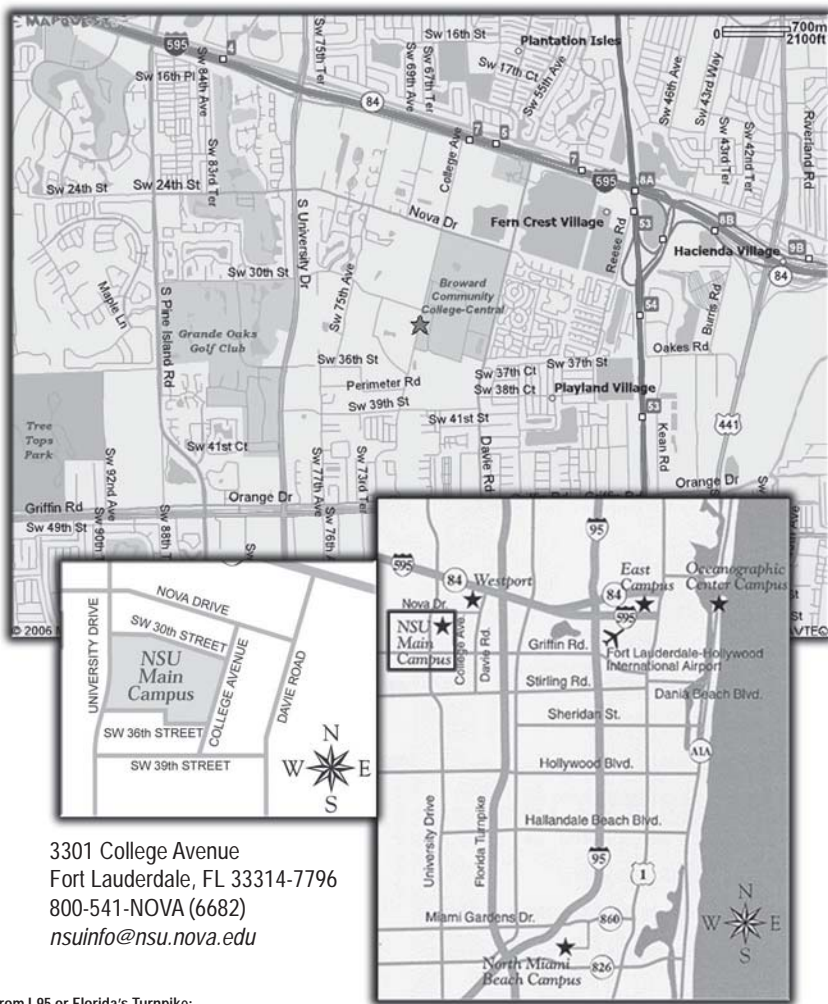 MAPQUEST
595
4
Sw 16th St
Plantation Isles
700m
2100ft
Sw 75th Ter
Sw 69th Ave
Sw 67th Ter
Sw 17th Ct
Sw 55th Ave
Sw 46th Ave
Sw 43rd Way
Riverland Rd
Sw 16th Pl
Sw 84th Ave
84
Sw 83rd Ter
College Ave
7
5
7
595
8A
Sw 43rd Ter
Sw 42nd Ter
Sw 24th St
Sw 24th St
S University Dr
Nova Dr
Fern Crest Village
Reese Rd
53
8B
9B
Hacienda Village
84
Sw 30th St
Sw 75th Ave
Broward
Community
College-Central
Maple Ln
S Pine Island Rd
Grande Oaks
Golf Club
54
Burris Rd
Oakes Rd
Sw 36th St
Sw 37th Ct
Sw 37th St
Perimeter Rd
Sw 38th Ct
Playland Village
Sw 39th St
Sw 41st St
53
Kean Rd
441
Tree
Tops
Park
Sw 92nd Ave
Sw 41st Ct
Sw 77th Ave
Sw 73rd Ter
Davie Rd
Orange Dr
Orange Dr
Griffin Rd
Sw 49th St
Sw 90th T
Sw 88th T
Sw 76th A
© 2006 M
AVTEQ
NOVA DRIVE
SW 30th STREET
UNIVERSITY DRIVE
NSU
Main
Campus
COLLEGE AVENUE
DAVIE ROAD
SW 36th STREET
SW 39th STREET
N
W E
S
95
595
84
Westport
East
Campus
Oceanographic
Center Campus
84
Nova Dr.
595
NSU
Main
Campus
College Ave.
Davie Rd.
Griffin Rd.
Fort Lauderdale-Hollywood
International Airport
Stirling Rd.
Dania Beach Blvd.
Sheridan St.
A1A
Hollywood Blvd.
University Drive
Florida Turnpike
Hallandale Beach Blvd.
95
1
Miami Gardens Dr.
860
North Miami
Beach Campus
826
N
W E
S
3301 College Avenue
Fort Lauderdale, FL 33314-7796
800-541-NOVA (6682)
nsuinfo@nsu.nova.edu
rom I-95 or Florida's Turnpike: